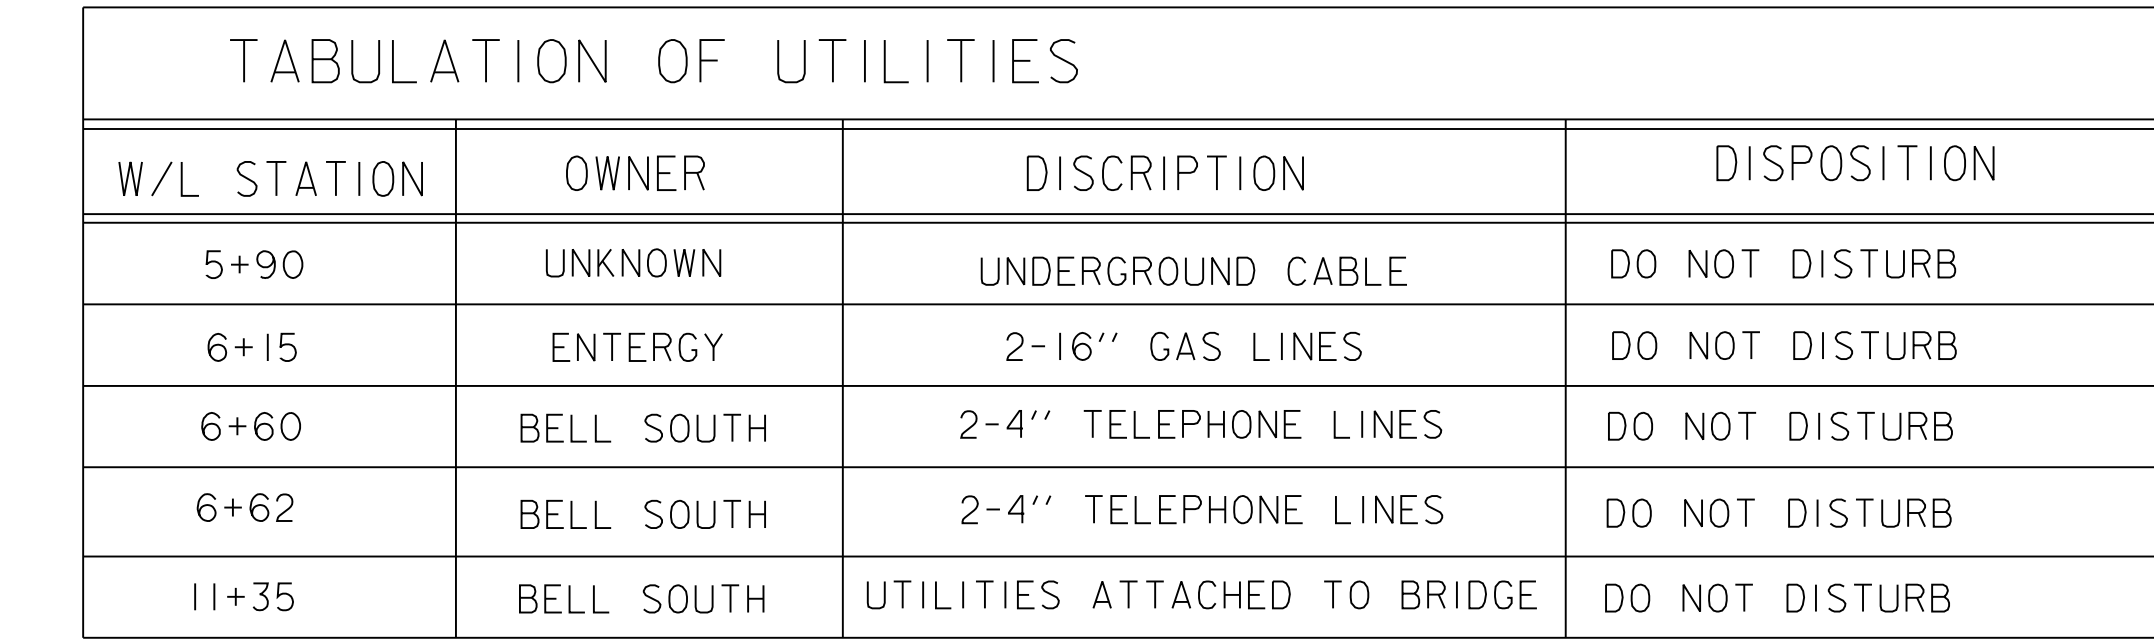 TABULATION OF UTILITIES
W/L STATION OWNER DISCRIPTION DISPOSITION
5+90 UNKNOWN UNDERGROUND CABLE DO NOT DISTURB
6+15 ENTERGY 2-16'' GAS LINES DO NOT DISTURB
6+60 BELL SOUTH 2-4'' TELEPHONE LINES DO NOT DISTURB
6+62 BELL SOUTH 2-4'' TELEPHONE LINES DO NOT DISTURB
11+35 BELL SOUTH UTILITIES ATTACHED TO BRIDGE DO NOT DISTURB